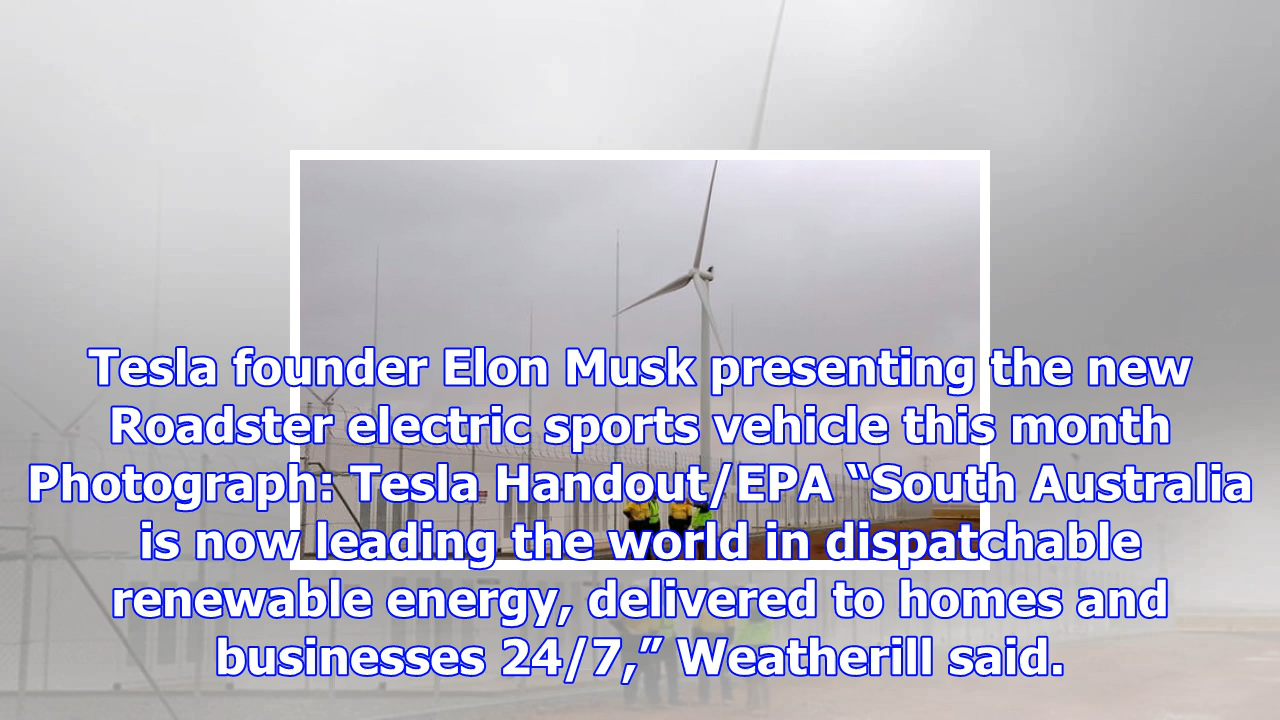 Tesla founder Elon Musk presenting the new
Roadster electric sports vehicle this month
Photograph: Tesla Handout/EPA “South Australia
is now leading the world in dispatchable
renewable energy, delivered to homes and
businesses 24/7,” Weatherill said.